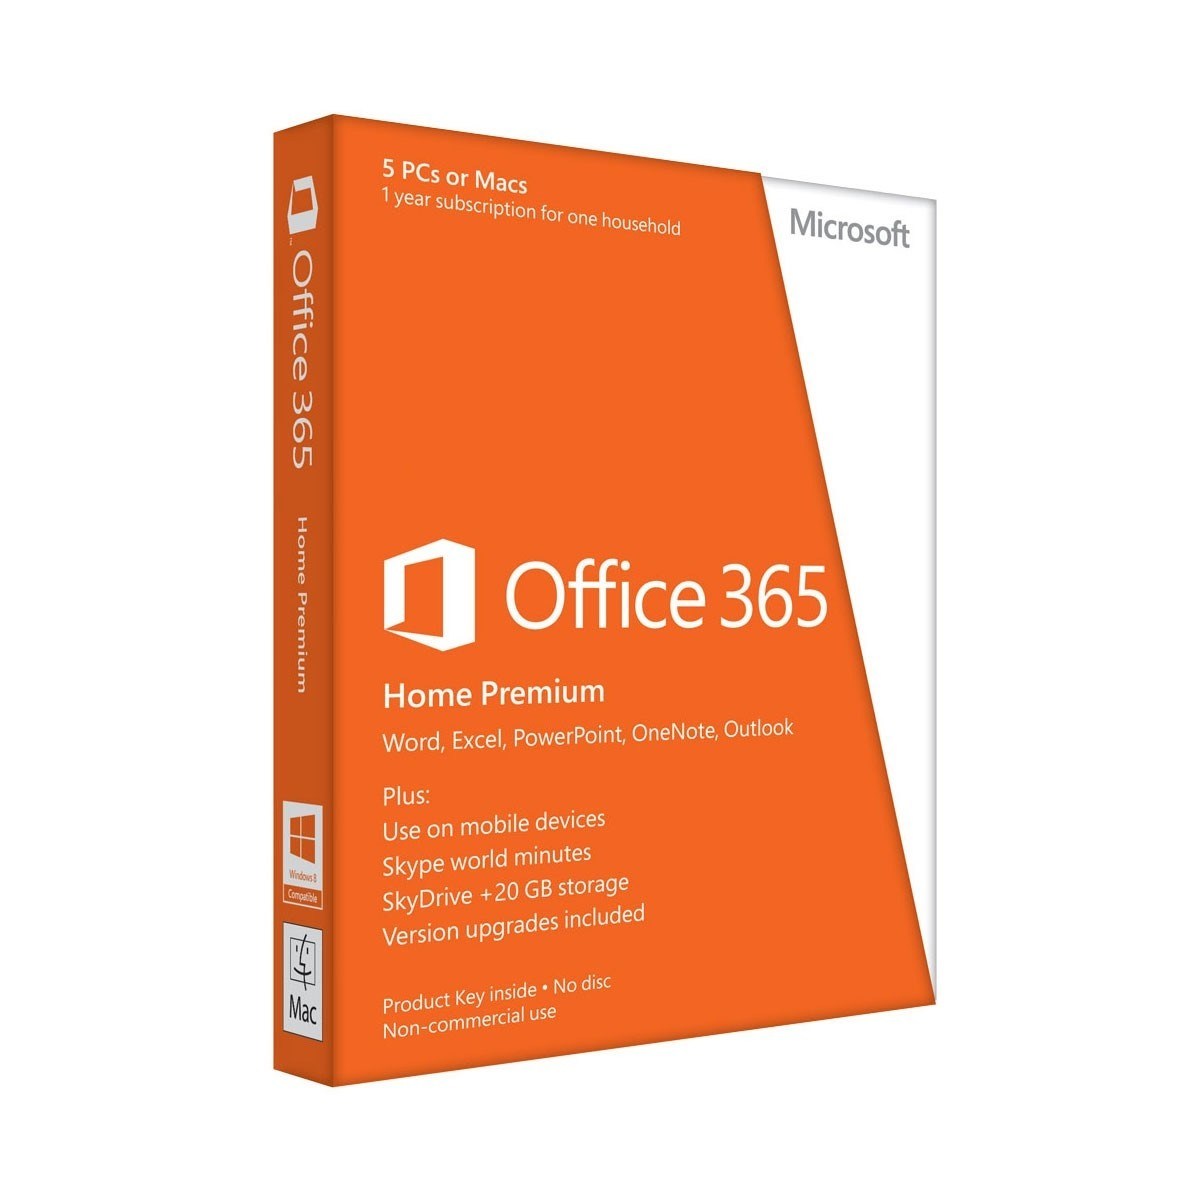 5 PCs or Macs
1 year subscription for one household
Microsoft
Office 365
Home Premium
Word, Excel, PowerPoint, OneNote, Outlook
Plus:
Use on mobile devices
Skype world minutes
SkyDrive +20 GB storage
Version upgrades included
Product Key inside • No disc
Non-commercial use
Office 365
Home Premium
Windows 8
Compatible
Mac